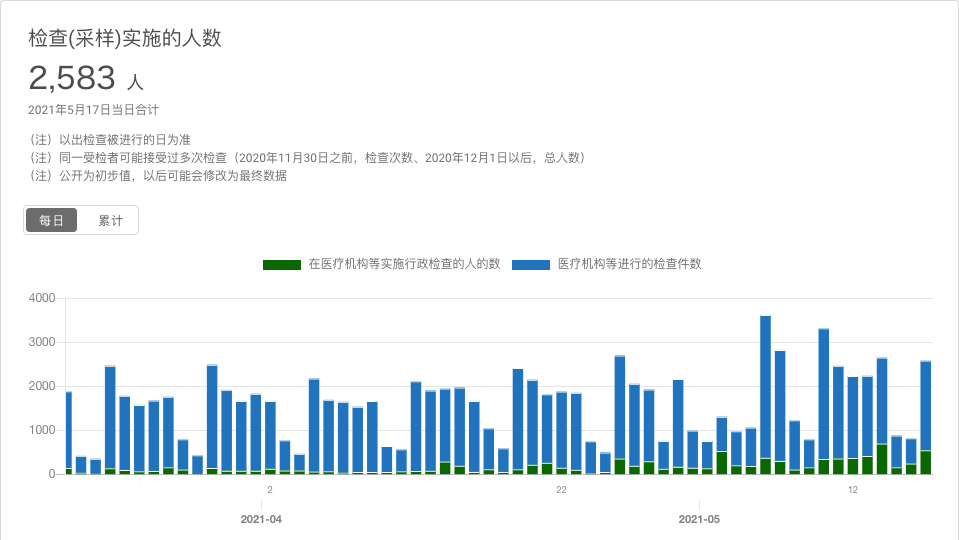 检查(采样)实施的人数
2,583 人
2021年5月17日当日合计
（注）以出检查被进行的日为准
（注）同一受检者可能接受过多次检查（2020年11月30日之前，检查次数、2020年12月1日以后，总人数）
（注）公开为初步值，以后可能会修改为最终数据
每日 累计
在医疗机构等实施行政检查的人的数 医疗机构等进行的检查件数
4000
3000
2000
1000
0
2 22 12
2021-04 2021-05